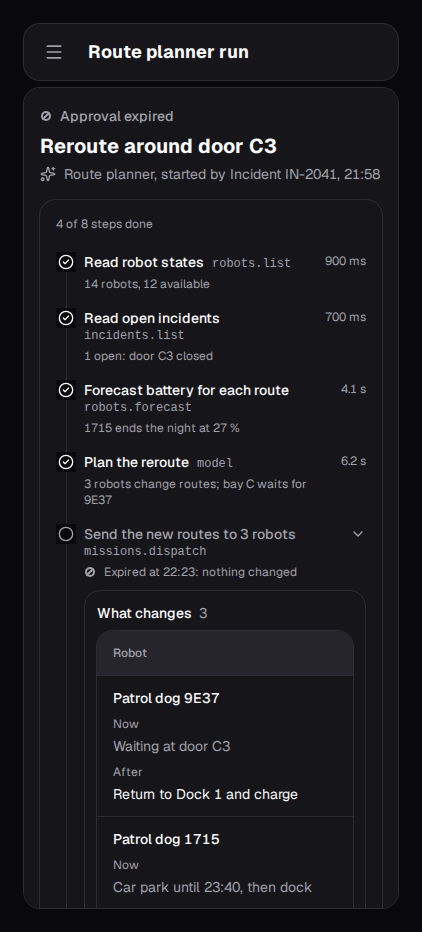 Route planner run
Approval expired
Reroute around door C3
Route planner, started by Incident IN-2041, 21:58
4 of 8 steps done
Read robot states robots.list 900 ms
14 robots, 12 available
Read open incidents 700 ms
incidents.list
1 open: door C3 closed
Forecast battery for each route 4.1 s
robots.forecast
1715 ends the night at 27 %
Plan the reroute model 6.2 s
3 robots change routes; bay C waits for
9E37
Send the new routes to 3 robots
missions.dispatch
Expired at 22:23: nothing changed
What changes 3
Robot
Patrol dog 9E37
Now
Waiting at door C3
After
Return to Dock 1 and charge
Patrol dog 1715
Now
Car park until 23:40, then dock